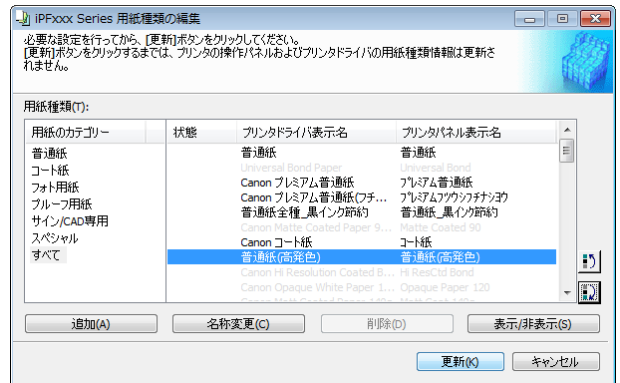 iPFxxx Series 用紙種類の編集
必要な設定を行ってから、[更新]ボタンをクリックしてください。
[更新]ボタンをクリックするまでは、プリンタの操作パネルおよびプリンタドライバの用紙種類情報は更新さ
れません。
用紙種類(T):
用紙のカテゴリー 状態 プリンタドライバ表示名 プリンタパネル表示名
普通紙 普通紙 普通紙
コート紙 Universal Bond Paper Universal Bond
フォト用紙 Canon プレミアム普通紙 プレミアム普通紙
プルーフ用紙 Canon プレミアム普通紙(フチ... プレミアムフツウシフチナシヨウ
サイン/CAD専用 普通紙全種_黒インク節約 普通紙_黒インク節約
スペシャル Canon Matte Coated Paper 9... Matte Coated 90
すべて Canon コート紙 コート紙
普通紙(高発色) 普通紙(高発色)
Canon Hi Resolution Coated B... Hi ResCtd Bond
Canon Opaque White Paper 1... Opaque Paper 120
追加(A) 名称変更(C) 削除(D) 表示/非表示(S)
更新(K) キャンセル